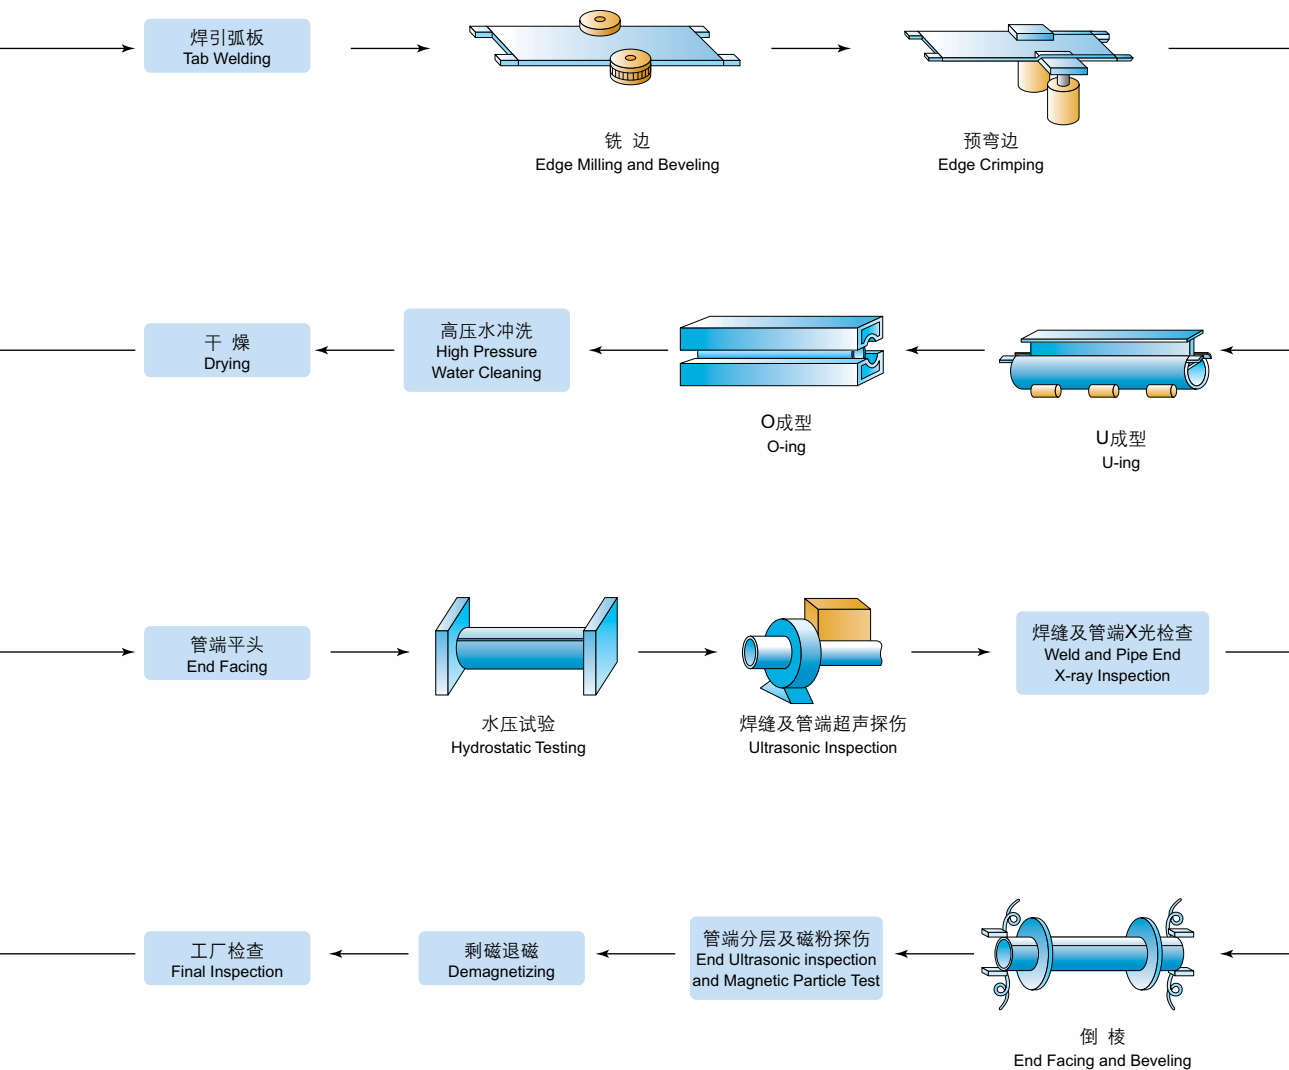 焊引弧板
Tab Welding
铣 边
Edge Milling and Beveling
预弯边
Edge Crimping
干 燥
Drying
高压水冲洗
High Pressure
Water Cleaning
O成型
O-ing
U成型
U-ing
管端平头
End Facing
水压试验
Hydrostatic Testing
焊缝及管端超声探伤
Ultrasonic Inspection
焊缝及管端X光检查
Weld and Pipe End
X-ray Inspection
工厂检查
Final Inspection
剩磁退磁
Demagnetizing
管端分层及磁粉探伤
End Ultrasonic inspection
and Magnetic Particle Test
倒 棱
End Facing and Beveling